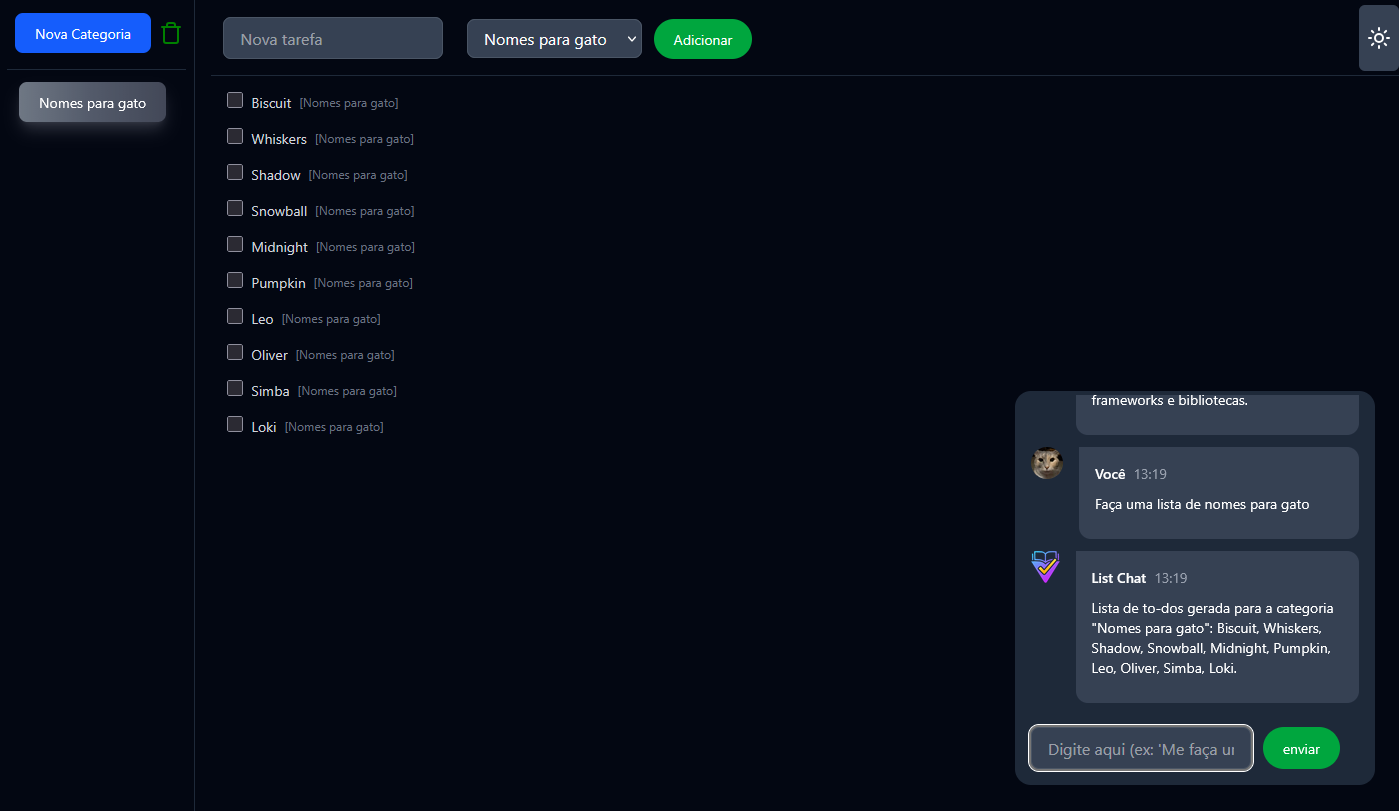 Nova Categoria
Nomes para gato
Nova tarefa
Nomes para gato
Adicionar
Biscuit [Nomes para gato]
Whiskers [Nomes para gato]
Shadow [Nomes para gato]
Snowball [Nomes para gato]
Midnight [Nomes para gato]
Pumpkin [Nomes para gato]
Leo [Nomes para gato]
Oliver [Nomes para gato]
Simba [Nomes para gato]
Loki [Nomes para gato]
frameworks e bibliotecas.
Você 13:19
Faça uma lista de nomes para gato
List Chat 13:19
Lista de to-dos gerada para a categoria
"Nomes para gato": Biscuit, Whiskers,
Shadow, Snowball, Midnight, Pumpkin,
Leo, Oliver, Simba, Loki.
Digite aqui (ex: 'Me faça ur
enviar